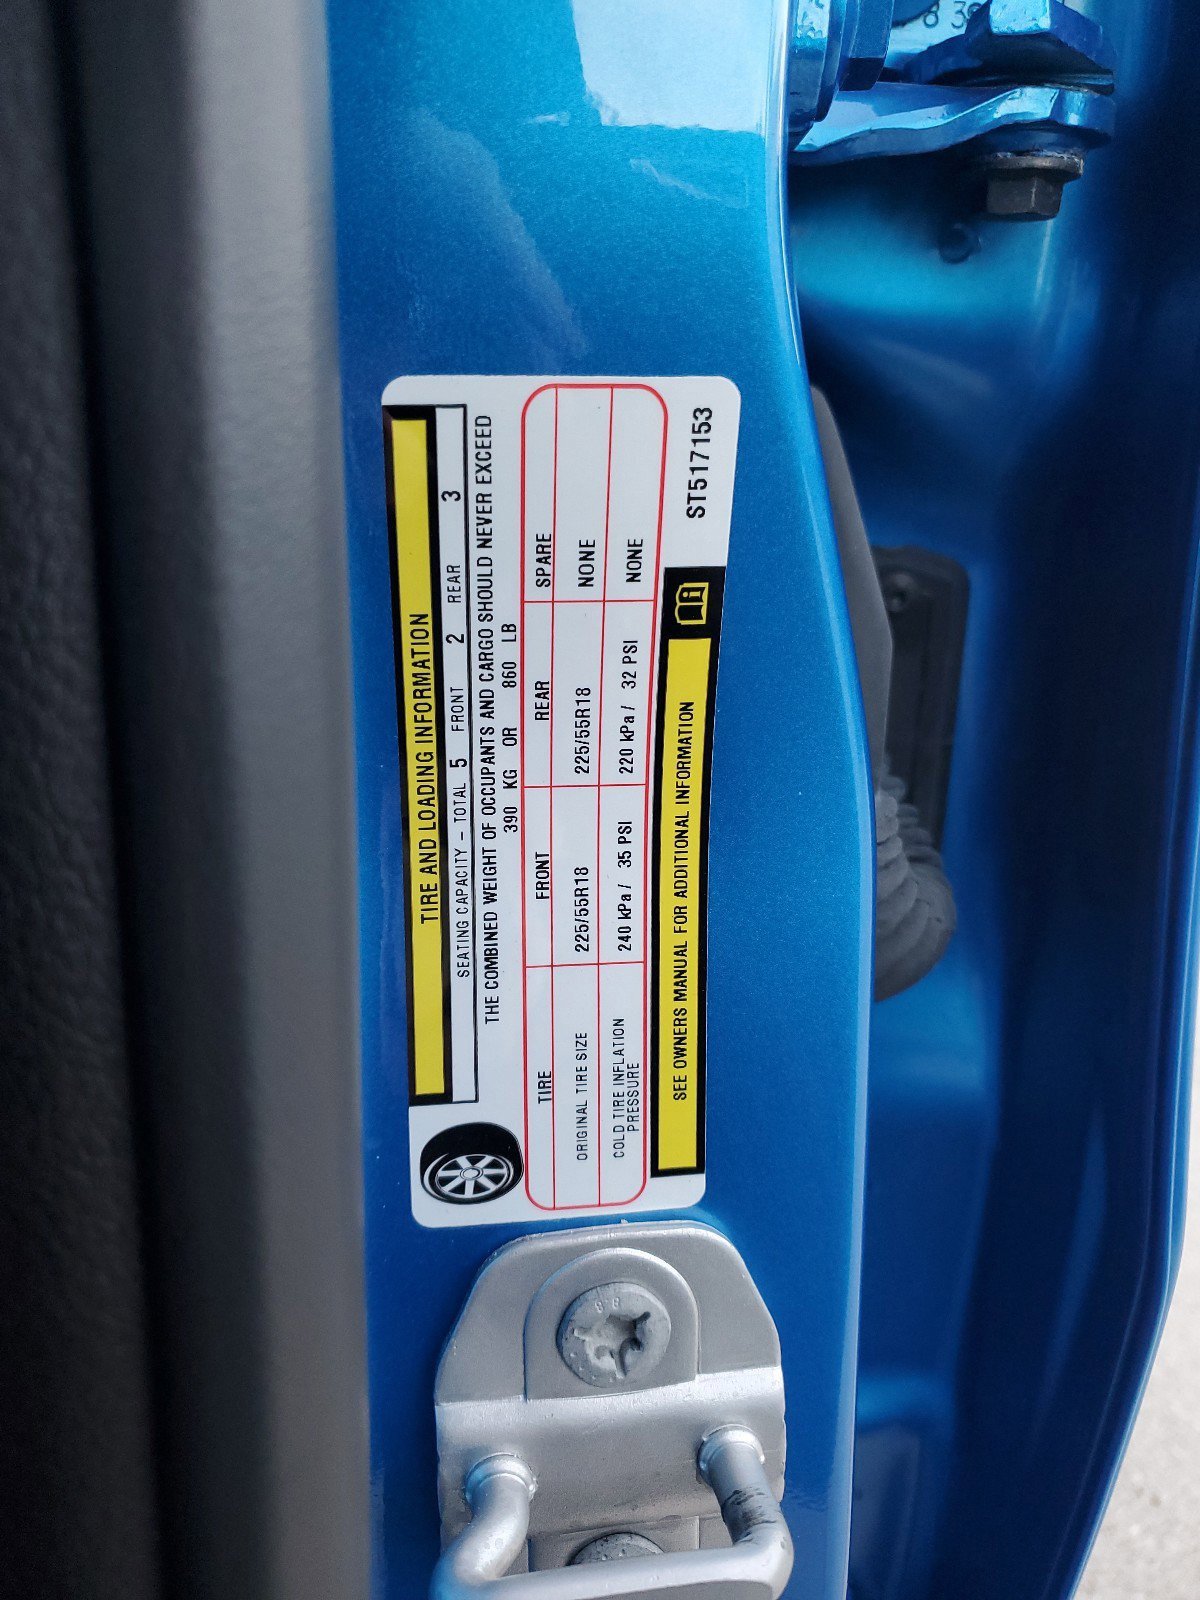 TIRE AND LOADING INFORMATION
SEATING CAPACITY - TOTAL 5 FRONT 2 REAR 3
THE COMBINED WEIGHT OF OCCUPANTS AND CARGO SHOULD NEVER EXCEED
390 KG OR 860 LB
TIRE FRONT REAR SPARE
ORIGINAL TIRE SIZE 225/55R18 225/55R18 NONE
COLD TIRE INFLATION PRESSURE 240 kPa / 35 PSI 220 kPa / 32 PSI NONE
SEE OWNERS MANUAL FOR ADDITIONAL INFORMATION
ST517153
8.8